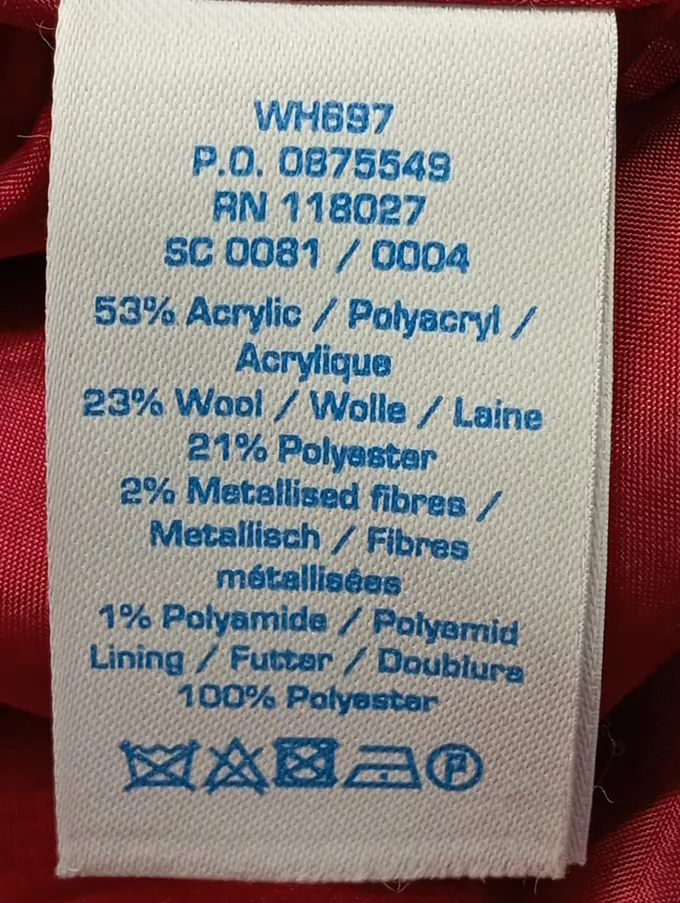 WH697
P.O. 0875549
RN 118027
SC 0081 / 0004
53% Acrylic / Polyacryl /
Acrylique
23% Wool / Wolle / Laine
21% Polyester
2% Metallised fibres /
Metallisch / Fibres
métallisées
1% Polyamide / Polyamid
Lining / Futter / Doublure
100% Polyester
P